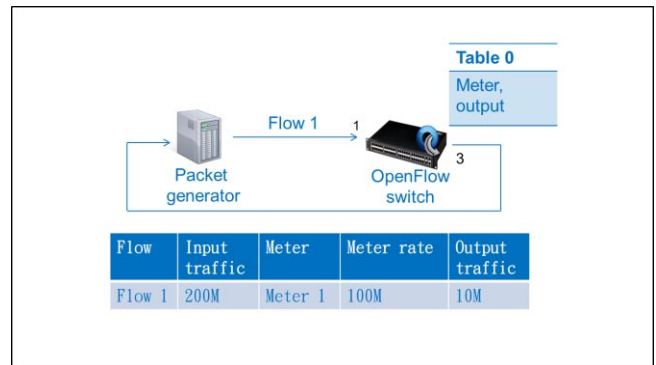 Table 0
Meter,
output
Flow 1
1
3
Packet
generator
OpenFlow
switch
Flow Input traffic Meter Meter rate Output traffic
Flow 1 200M Meter 1 100M 10M